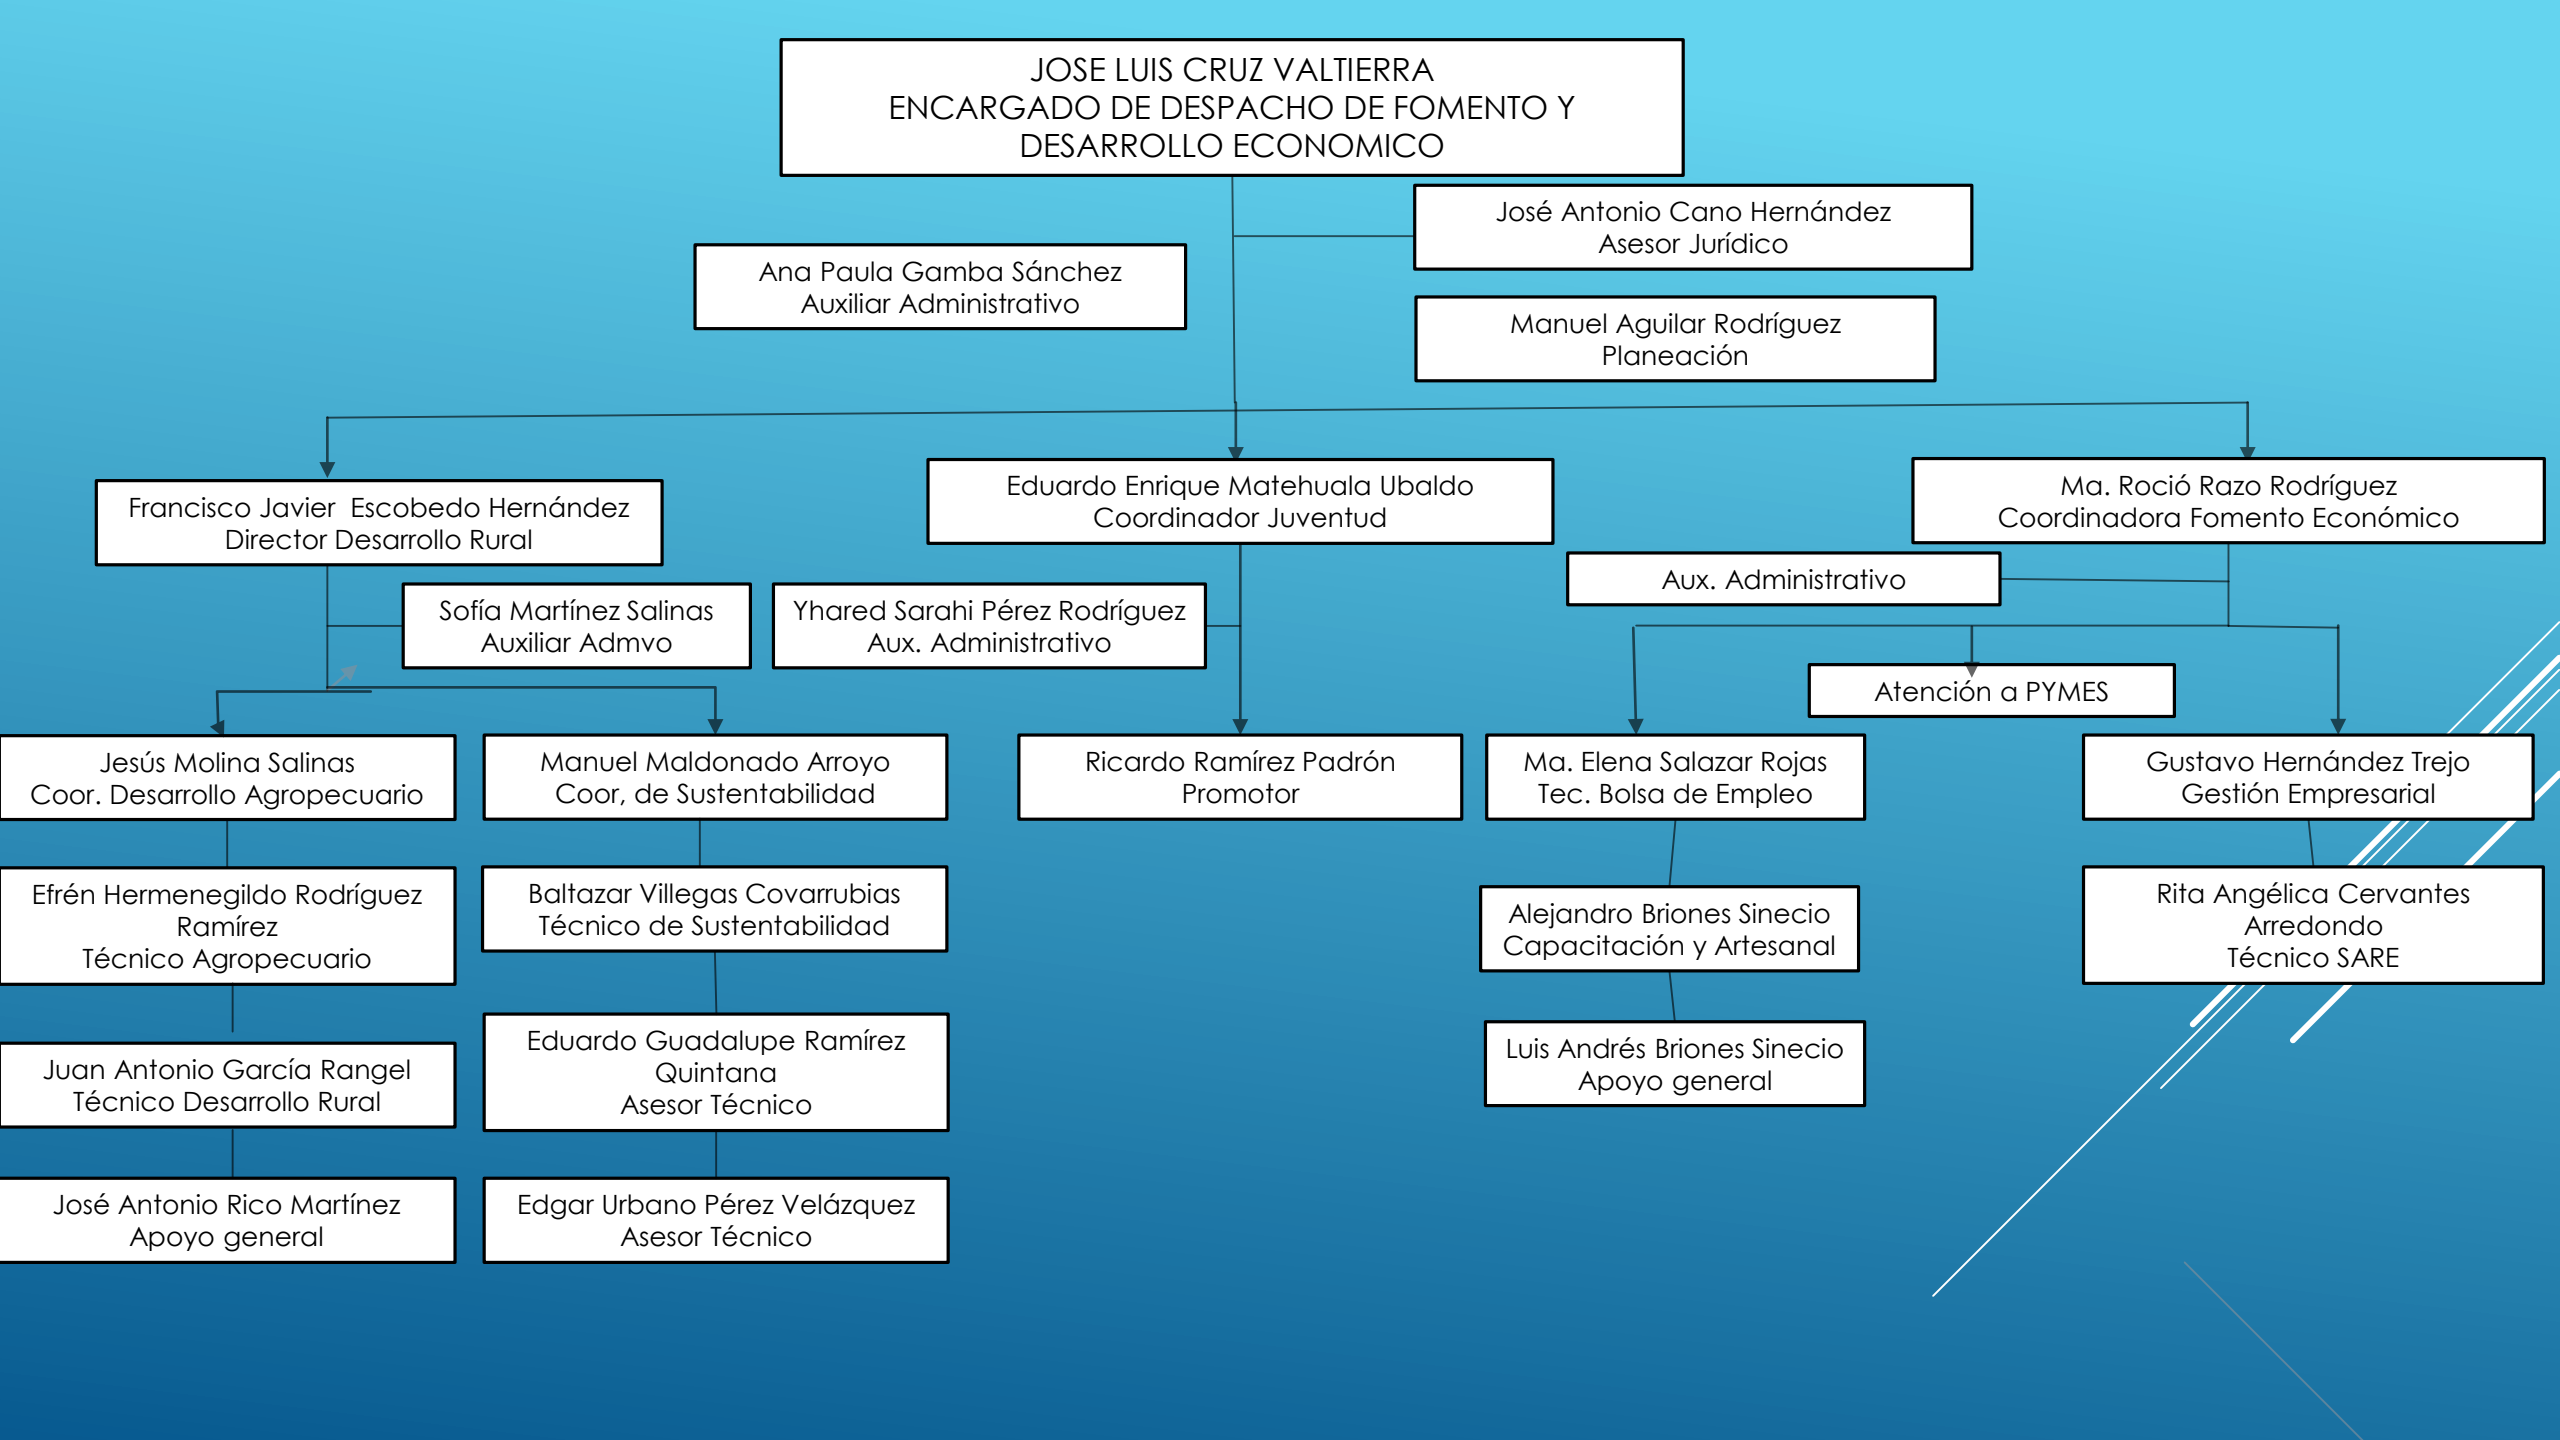 JOSE LUIS CRUZ VALTIERRA
ENCARGADO DE DESPACHO DE FOMENTO Y
DESARROLLO ECONOMICO
José Antonio Cano Hernández
Asesor Jurídico
Ana Paula Gamba Sánchez
Auxiliar Administrativo
Manuel Aguilar Rodríguez
Planeación
Francisco Javier  Escobedo Hernández
Director Desarrollo Rural
Eduardo Enrique Matehuala Ubaldo
Coordinador Juventud
Ma. Roció Razo Rodríguez
Coordinadora Fomento Económico
Aux. Administrativo
Sofía Martínez Salinas
Auxiliar Admvo
Yhared Sarahi Pérez Rodríguez
Aux. Administrativo
Atención a PYMES
Jesús Molina Salinas
Coor. Desarrollo Agropecuario
Manuel Maldonado Arroyo
Coor, de Sustentabilidad
Ricardo Ramírez Padrón
Promotor
Ma. Elena Salazar Rojas
Tec. Bolsa de Empleo
Gustavo Hernández Trejo
Gestión Empresarial
Efrén Hermenegildo Rodríguez
Ramírez
Técnico Agropecuario
Baltazar Villegas Covarrubias
Técnico de Sustentabilidad
Alejandro Briones Sinecio
Capacitación y Artesanal
Rita Angélica Cervantes
Arredondo
Técnico SARE
Juan Antonio García Rangel
Técnico Desarrollo Rural
Eduardo Guadalupe Ramírez
Quintana
Asesor Técnico
Luis Andrés Briones Sinecio
Apoyo general
José Antonio Rico Martínez
Apoyo general
Edgar Urbano Pérez Velázquez
Asesor Técnico